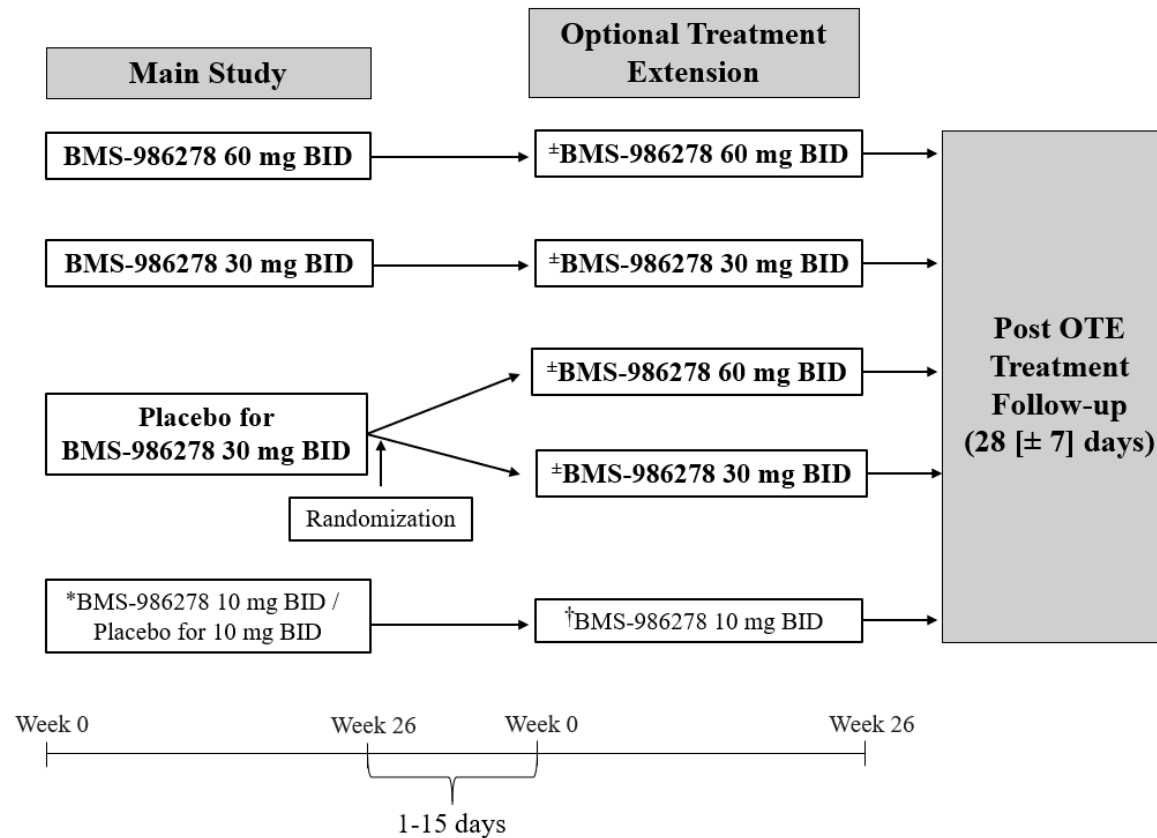 Main Study
Optional Treatment
Extension
BMS-986278 60 mg BID
±BMS-986278 60 mg BID
BMS-986278 30 mg BID
±BMS-986278 30 mg BID
Placebo for
BMS-986278 30 mg BID
Randomization
±BMS-986278 60 mg BID
±BMS-986278 30 mg BID
*BMS-986278 10 mg BID /
Placebo for 10 mg BID
†BMS-986278 10 mg BID
Post OTE
Treatment
Follow-up
(28 [± 7] days)
Week 0
Week 26
Week 0
Week 26
1-15 days